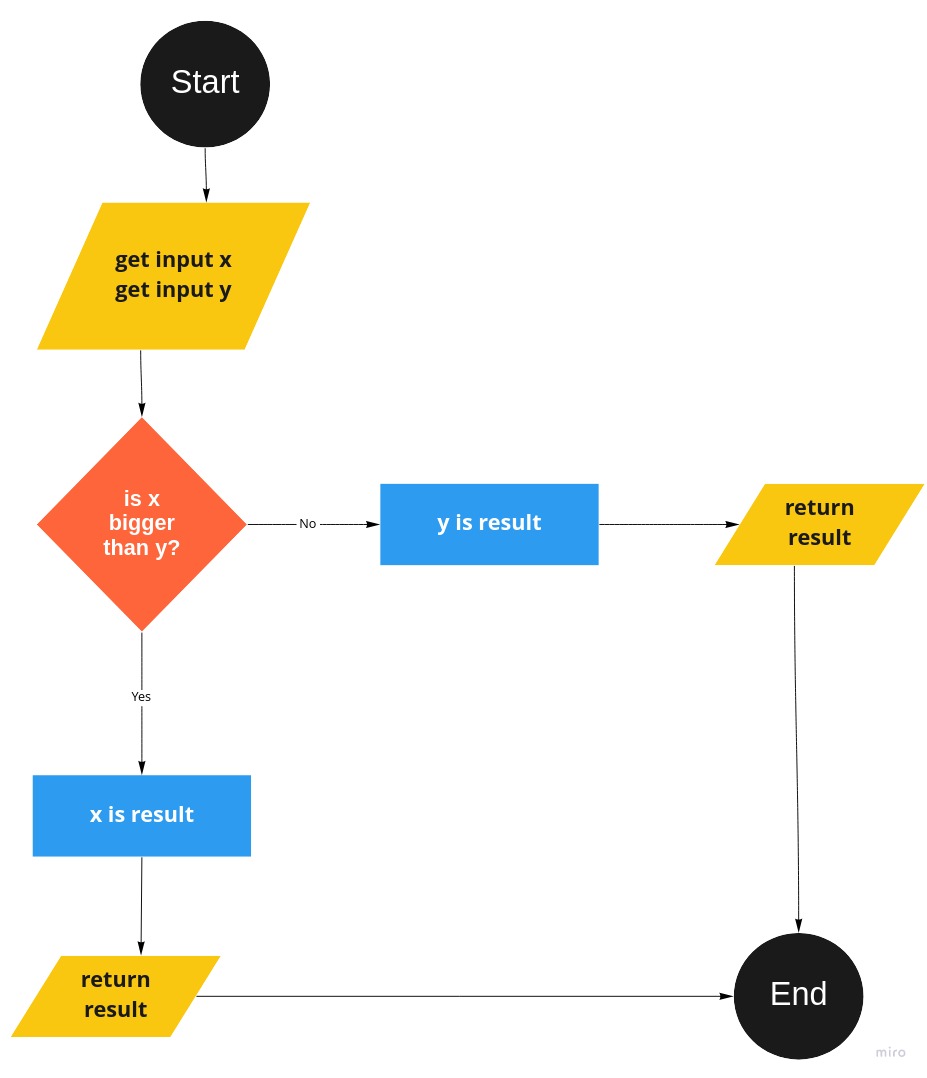 Start
get input x
get input y
is x
bigger
than y?
No
y is result
return
result
Yes
x is result
return
result
End
miro